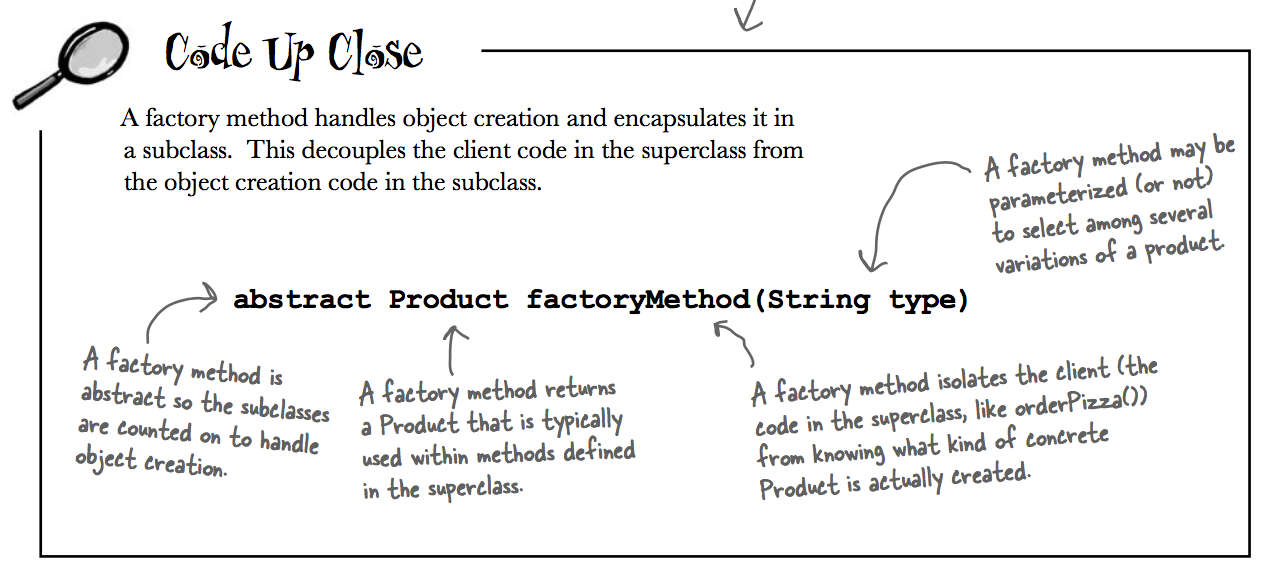 Code Up Close
A factory method handles object creation and encapsulates it in
a subclass. This decouples the client code in the superclass from
the object creation code in the subclass.
A factory method may be
parameterized (or not)
to select among several
variations of a product.
abstract Product factoryMethod(String type)
A factory method is
abstract so the subclasses
are counted on to handle
object creation.
A factory method returns
a Product that is typically
used within methods defined
in the superclass.
A factory method isolates the client (the
code in the superclass, like orderPizza())
from knowing what kind of concrete
Product is actually created.